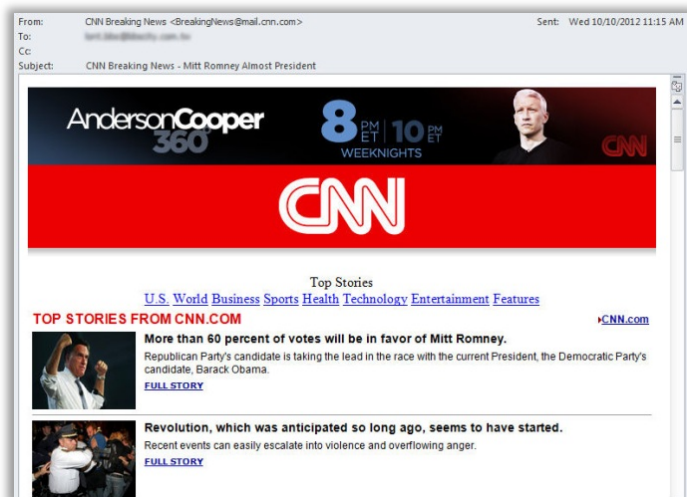 From: CNN Breaking News <BreakingNews@mail.cnn.com> Sent: Wed 10/10/2012 11:15 AM
To:
Cc:
Subject: CNN Breaking News - Mitt Romney Almost President
AndersonCooper
360°
8 PM ET | 10 PM ET
WEEKNIGHTS
CNN
CNN
Top Stories
U.S. World Business Sports Health Technology Entertainment Features
TOP STORIES FROM CNN.COM
CNN.com
More than 60 percent of votes will be in favor of Mitt Romney.
Republican Party's candidate is taking the lead in the race with the current President, the Democratic Party's
candidate, Barack Obama.
FULL STORY
Revolution, which was anticipated so long ago, seems to have started.
Recent events can easily escalate into violence and overflowing anger.
FULL STORY